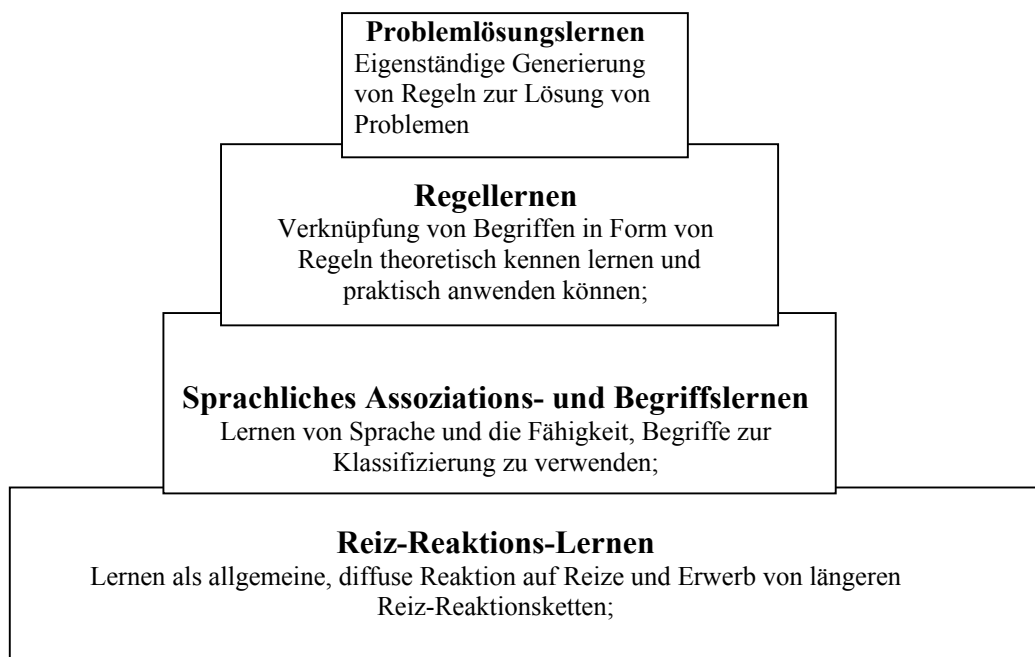 Problemlösungslernen
Eigenständige Generierung
von Regeln zur Lösung von
Problemen
Regellernen
Verknüpfung von Begriffen in Form von
Regeln theoretisch kennen lernen und
praktisch anwenden können;
Sprachliches Assoziations- und Begriffslernen
Lernen von Sprache und die Fähigkeit, Begriffe zur
Klassifizierung zu verwenden;
Reiz-Reaktions-Lernen
Lernen als allgemeine, diffuse Reaktion auf Reize und Erwerb von längeren
Reiz-Reaktionsketten;